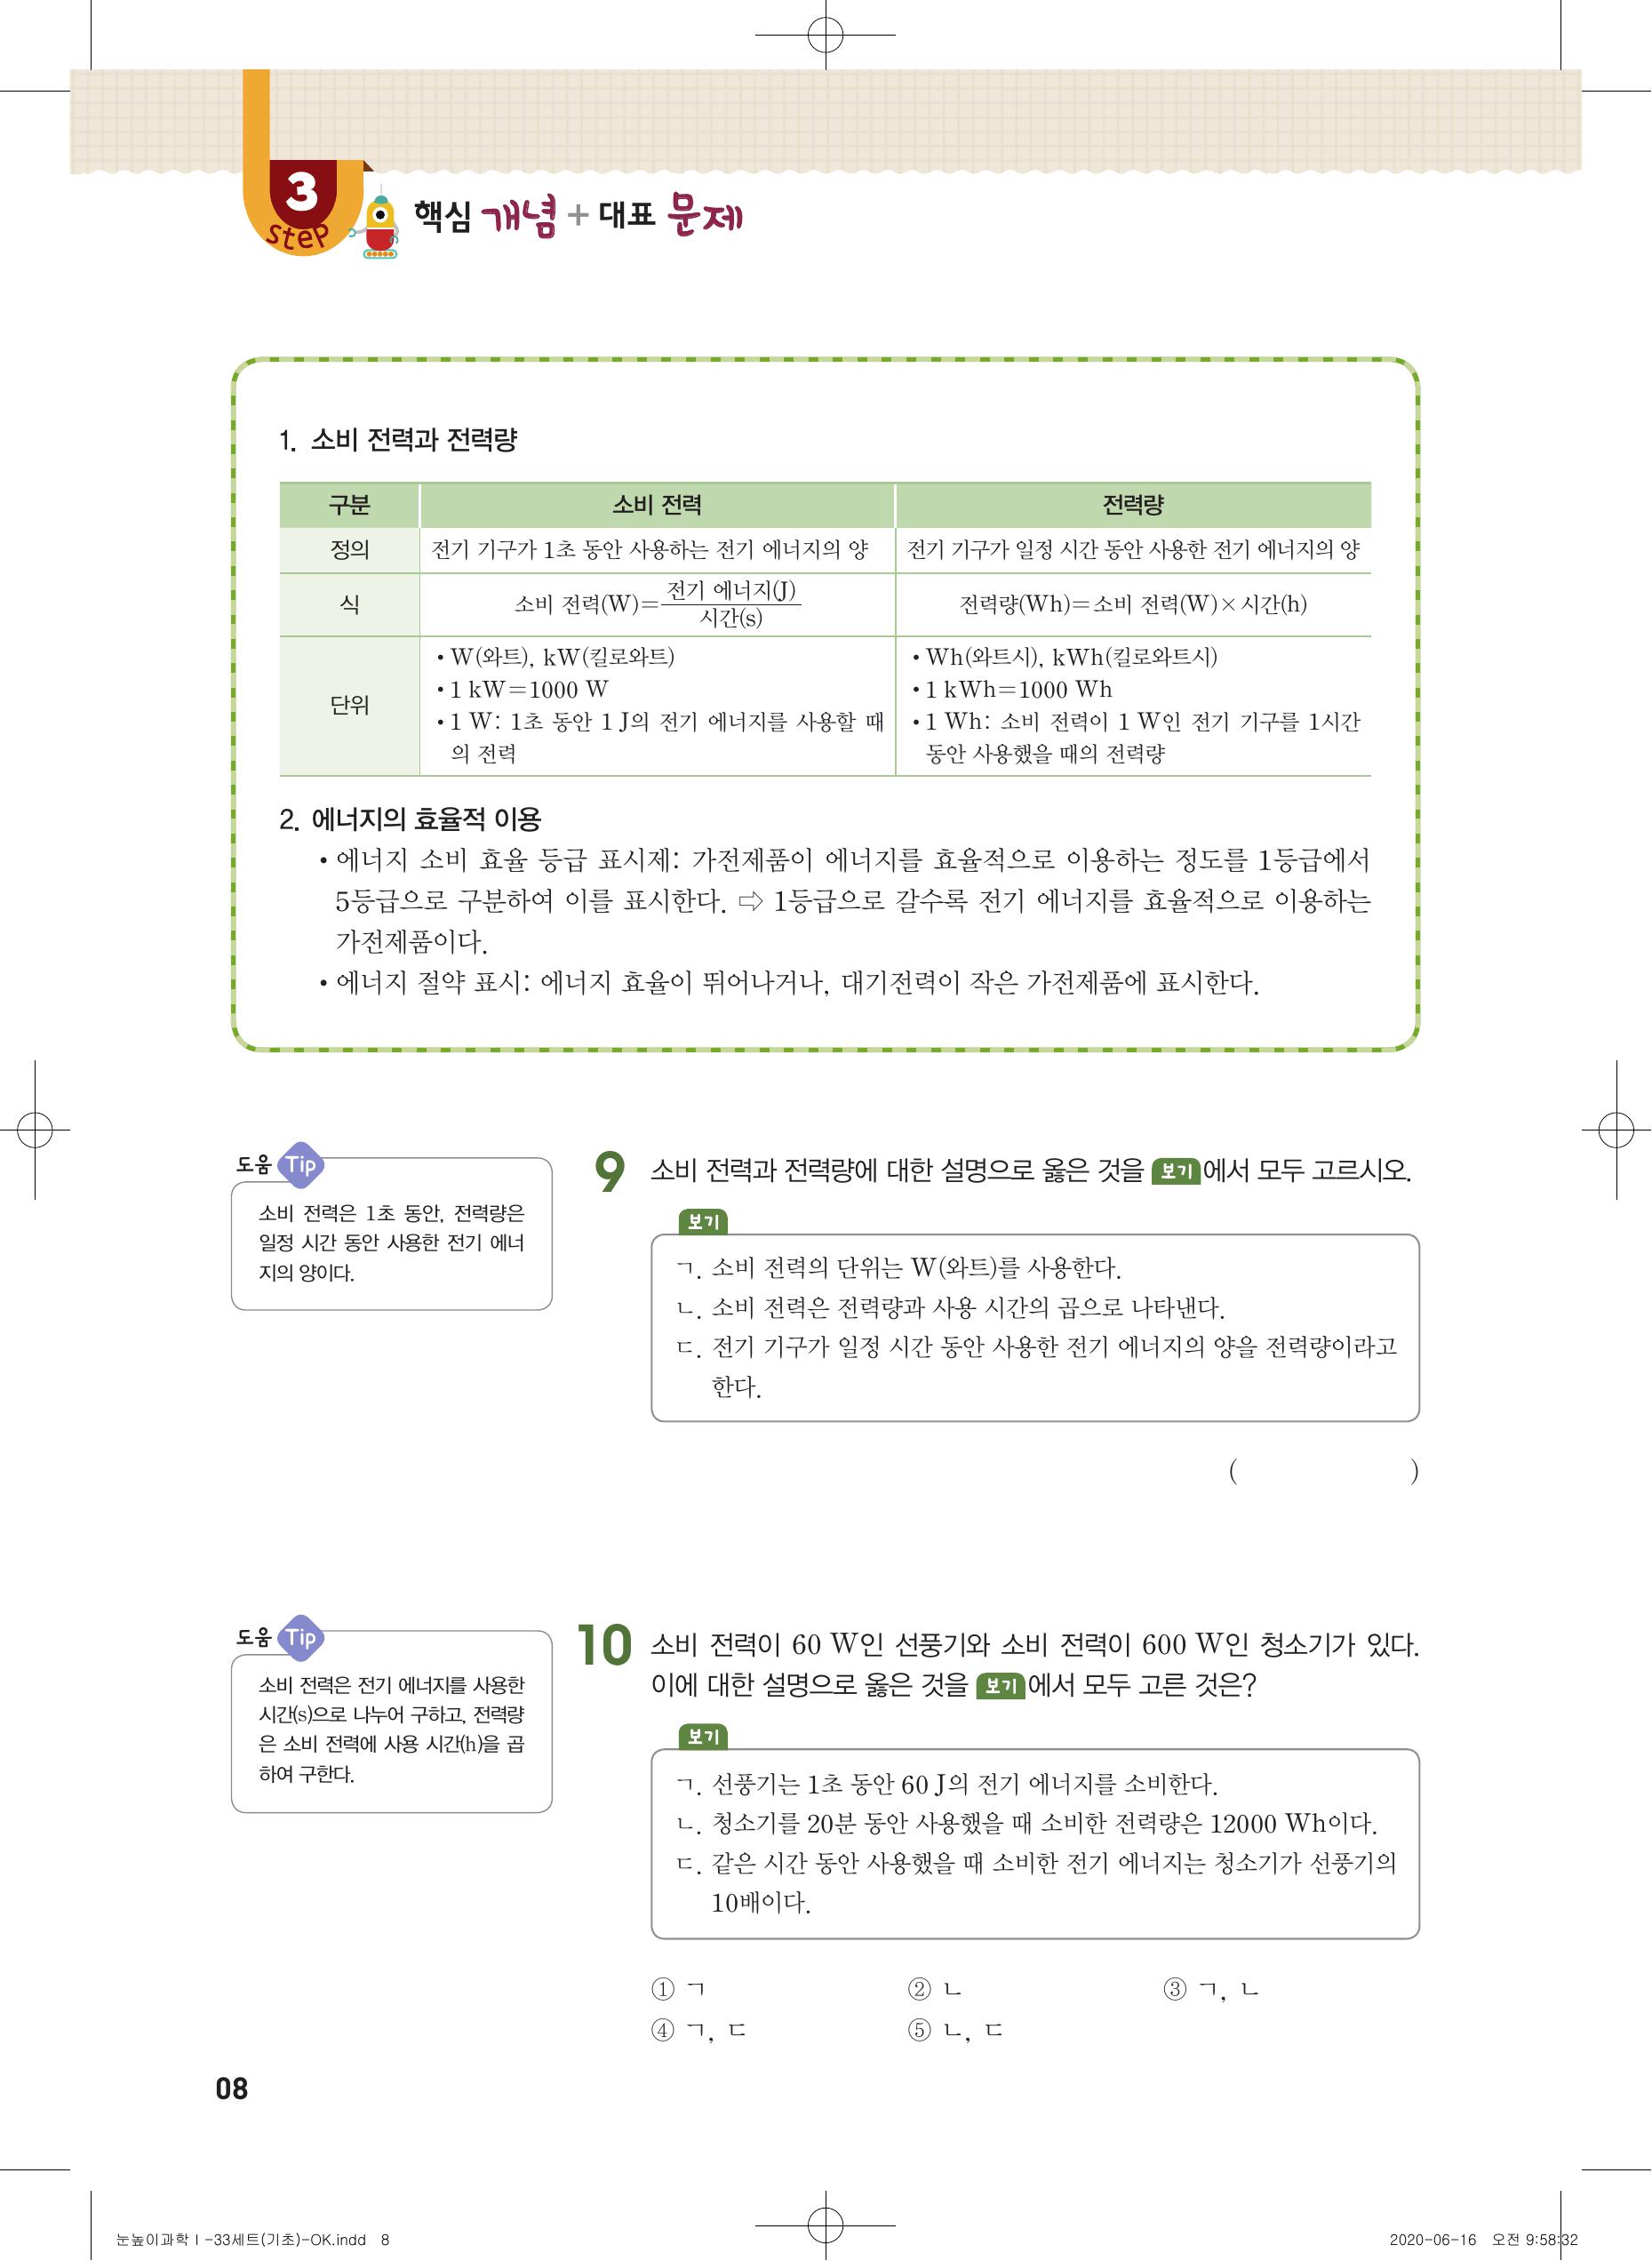 3
step
핵심 개념 + 대표 문제
1. 소비 전력과 전력량
구분 소비 전력 전력량
정의 전기 기구가 1초 동안 사용하는 전기 에너지의 양 전기 기구가 일정 시간 동안 사용한 전기 에너지의 양
식 소비 전력(W)=전기 에너지(J)/시간(s) 전력량(Wh)=소비 전력(W)×시간(h)
단위
• W(와트), kW(킬로와트)
• 1 kW=1000 W
• 1 W: 1초 동안 1 J의 전기 에너지를 사용할 때
의 전력
• Wh(와트시), kWh(킬로와트시)
• 1 kWh=1000 Wh
• 1 Wh: 소비 전력이 1 W인 전기 기구를 1시간
동안 사용했을 때의 전력량
2. 에너지의 효율적 이용
• 에너지 소비 효율 등급 표시제: 가전제품이 에너지를 효율적으로 이용하는 정도를 1등급에서
5등급으로 구분하여 이를 표시한다. ⇨ 1등급으로 갈수록 전기 에너지를 효율적으로 이용하는
가전제품이다.
• 에너지 절약 표시: 에너지 효율이 뛰어나거나, 대기전력이 작은 가전제품에 표시한다.
도움 Tip
소비 전력은 1초 동안, 전력량은
일정 시간 동안 사용한 전기 에너
지의 양이다.
9 소비 전력과 전력량에 대한 설명으로 옳은 것을 보기에서 모두 고르시오.
보기
ㄱ. 소비 전력의 단위는 W(와트)를 사용한다.
ㄴ. 소비 전력은 전력량과 사용 시간의 곱으로 나타낸다.
ㄷ. 전기 기구가 일정 시간 동안 사용한 전기 에너지의 양을 전력량이라고
한다.
( )
도움 Tip
소비 전력은 전기 에너지를 사용한
시간(s)으로 나누어 구하고, 전력량
은 소비 전력에 사용 시간(h)을 곱
하여 구한다.
10 소비 전력이 60 W인 선풍기와 소비 전력이 600 W인 청소기가 있다.
이에 대한 설명으로 옳은 것을 보기에서 모두 고른 것은?
보기
ㄱ. 선풍기는 1초 동안 60 J의 전기 에너지를 소비한다.
ㄴ. 청소기를 20분 동안 사용했을 때 소비한 전력량은 12000 Wh이다.
ㄷ. 같은 시간 동안 사용했을 때 소비한 전기 에너지는 청소기가 선풍기의
10배이다.
① ㄱ ② ㄴ ③ ㄱ, ㄴ
④ ㄱ, ㄷ ⑤ ㄴ, ㄷ
08
눈높이과학Ⅰ-33세트(기초)-OK.indd 8 2020-06-16 오전 9:58:32